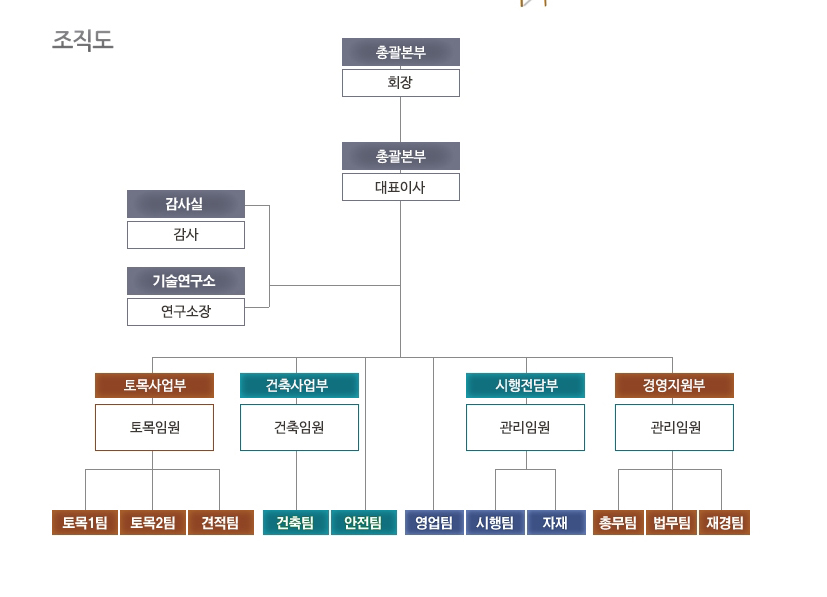 조직도
총괄본부
회장
총괄본부
대표이사
감사실
감사
기술연구소
연구소장
토목사업부
건축사업부
시행전담부
경영지원부
토목임원
건축임원
관리임원
관리임원
토목1팀
토목2팀
견적팀
건축팀
안전팀
영업팀
시행팀
자재
총무팀
법무팀
재경팀